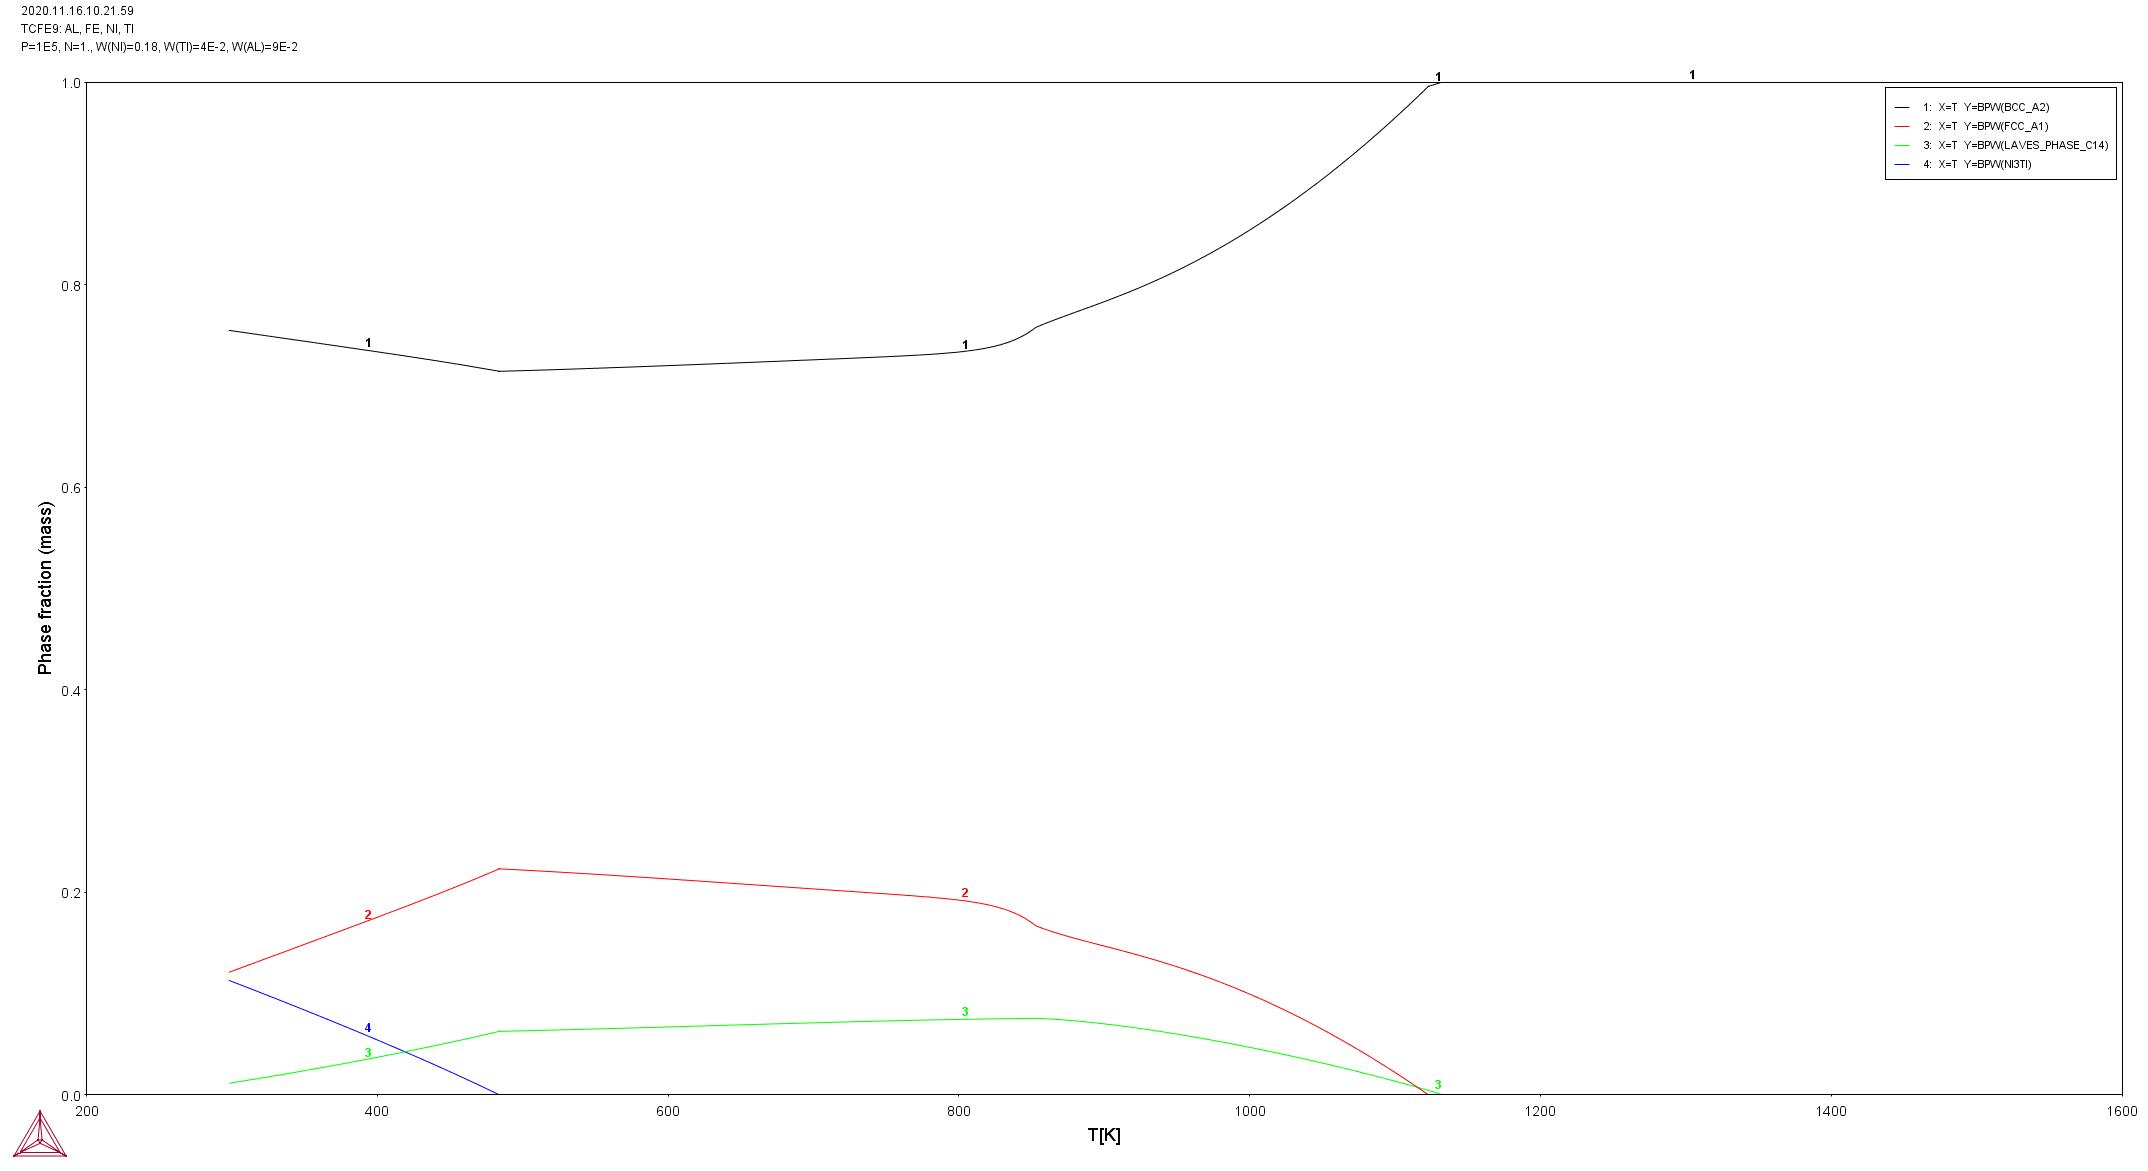 2020.11.16.10.21.59
TCFE9: AL, FE, NI, TI
P=1E5, N=1., W(NI)=0.18, W(TI)=4E-2, W(AL)=9E-2
1 1
1.0
1: X=T Y=BPW(BCC_A2)
2: X=T Y=BPW(FCC_A1)
3: X=T Y=BPW(LAVES_PHASE_C14)
4: X=T Y=BPW(NI3TI)
0.8
1 1
0.6
Phase fraction (mass)
0.4
0.2
2
2
3
4
3
3
0.0
200 400 600 800 1000 1200 1400 1600
T[K]